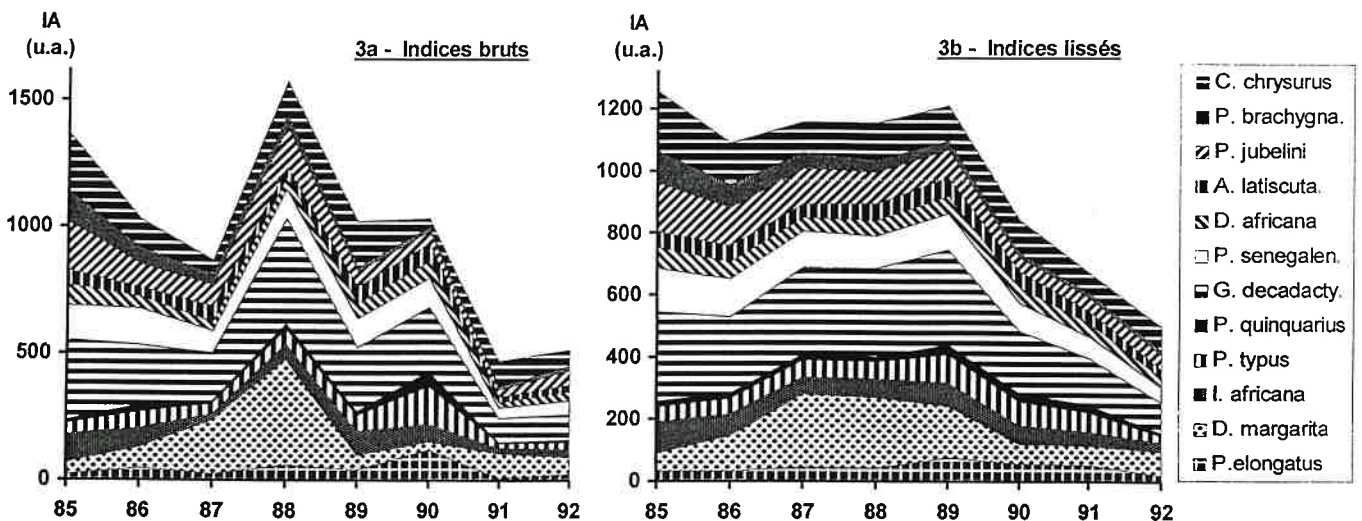 IA
(u.a.)
3a - Indices bruts
1500
1000
500
0
85 86 87 88 89 90 91 92
IA
(u.a.)
3b - Indices lissés
1200
1000
800
600
400
200
0
85 86 87 88 89 90 91 92
C. chrysurus
P. brachygna.
P. jubelini
A. latiscuta.
D. africana
P. senegalen.
G. decadacty.
P. quinquarius
P. typus
I. africana
D. margarita
P.elongatus